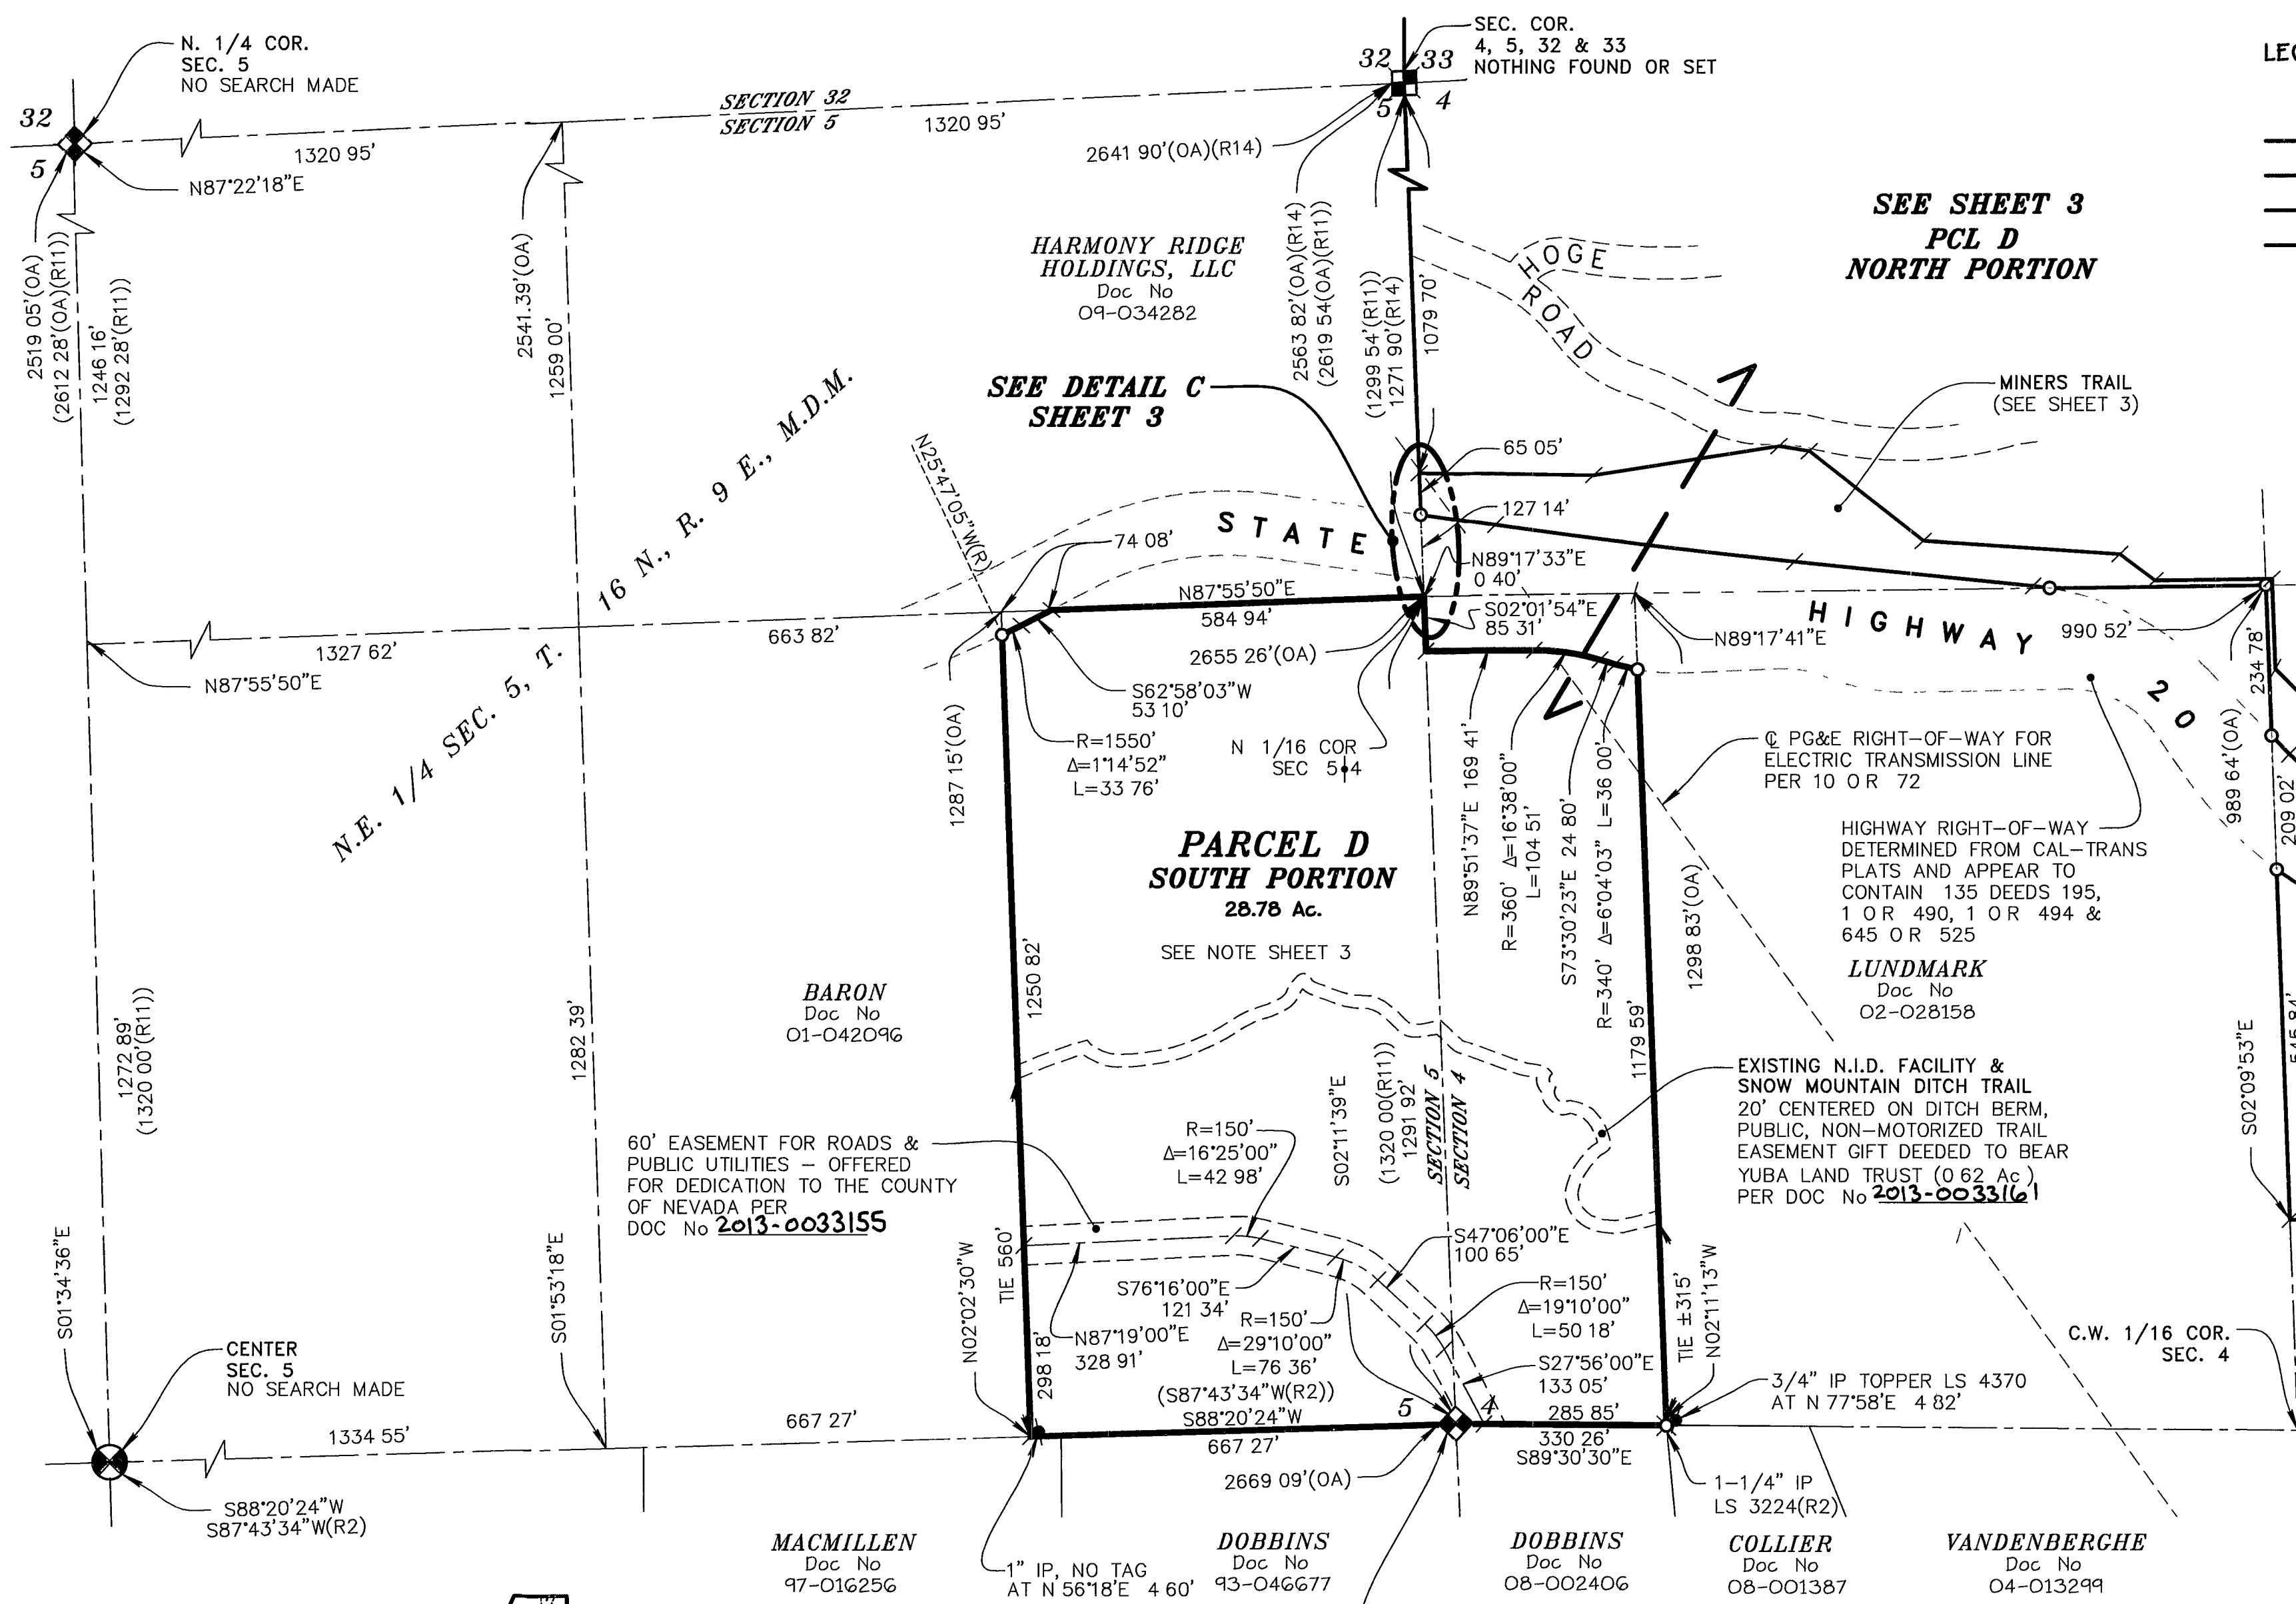 N. 1/4 COR.
SEC. 5
NO SEARCH MADE
32
5
N87°22'18"E
1320 95'
SECTION 32
SECTION 5
1320 95'
SEC. COR.
4, 5, 32 & 33
NOTHING FOUND OR SET
32 33
5 4
2641 90'(OA)(R14)
2519 05'(OA)
(2612 28'(OA)(R11))
1246 16'
(1292 28'(R11))
2541.39'(OA)
1259 00'
HARMONY RIDGE
HOLDINGS, LLC
Doc No
09-034282
2563 82'(OA)(R14)
(2619 54(OA)(R11))
(1299 54'(R11))
1271 90'(R14)
1079 70'
HOGE
ROAD
SEE SHEET 3
PCL D
NORTH PORTION
SEE DETAIL C
SHEET 3
MINERS TRAIL
(SEE SHEET 3)
N.E. 1/4 SEC. 5, T. 16 N., R. 9 E., M.D.M.
N25°47'05"W(R)
STATE
HIGHWAY
20
65 05'
127 14'
74 08'
N89°17'33"E
0 40'
S02°01'54"E
85 31'
N87°55'50"E
584 94'
663 82'
1327 62'
N87°55'50"E
2655 26'(OA)
N89°17'41"E
990 52'
234 78'
989 64'(OA)
209 02'
S62°58'03"W
53 10'
R=1550'
Δ=1°14'52"
L=33 76'
1287 15'(OA)
N 1/16 COR
SEC 5 4
N89°51'37"E 169 41'
R=360' Δ=16°38'00"
L=104 51'
S73°30'23"E 24 80'
R=340' Δ=6°04'03" L=36 00'
1298 83'(OA)
℄ PG&E RIGHT-OF-WAY FOR
ELECTRIC TRANSMISSION LINE
PER 10 O R 72
HIGHWAY RIGHT-OF-WAY
DETERMINED FROM CAL-TRANS
PLATS AND APPEAR TO
CONTAIN 135 DEEDS 195,
1 O R 490, 1 O R 494 &
645 O R 525
PARCEL D
SOUTH PORTION
28.78 Ac.
SEE NOTE SHEET 3
LUNDMARK
Doc No
02-028158
BARON
Doc No
01-042096
1250 82'
1272 89'
(1320 00'(R11))
1282 39'
1179 59'
S02°11'39"E
(1320 00(R11))
1291 92'
SECTION 5
SECTION 4
S02°09'53"E
EXISTING N.I.D. FACILITY &
SNOW MOUNTAIN DITCH TRAIL
20' CENTERED ON DITCH BERM,
PUBLIC, NON-MOTORIZED TRAIL
EASEMENT GIFT DEEDED TO BEAR
YUBA LAND TRUST (0 62 Ac )
PER DOC No 2013-0033161
60' EASEMENT FOR ROADS &
PUBLIC UTILITIES - OFFERED
FOR DEDICATION TO THE COUNTY
OF NEVADA PER
DOC No 2013-0033155
R=150'
Δ=16°25'00"
L=42 98'
S47°06'00"E
100 65'
S76°16'00"E
121 34'
R=150'
Δ=29°10'00"
L=76 36'
N87°19'00"E
328 91'
R=150'
Δ=19°10'00"
L=50 18'
S27°56'00"E
133 05'
S01°34'36"E
S01°53'18"E
N02°02'30"W
TIE 560'
298 18'
TIE ±315'
N02°11'13"W
CENTER
SEC. 5
NO SEARCH MADE
C.W. 1/16 COR.
SEC. 4
3/4" IP TOPPER LS 4370
AT N 77°58'E 4 82'
1334 55'
667 27'
(S87°43'34"W(R2))
S88°20'24"W
667 27'
5 4
285 85'
330 26'
S89°30'30"E
2669 09'(OA)
1-1/4" IP
LS 3224(R2)
S88°20'24"W
S87°43'34"W(R2)
1" IP, NO TAG
AT N 56°18'E 4 60'
MACMILLEN
Doc No
97-016256
DOBBINS
Doc No
93-046677
DOBBINS
Doc No
08-002406
COLLIER
Doc No
08-001387
VANDENBERGHE
Doc No
04-013299